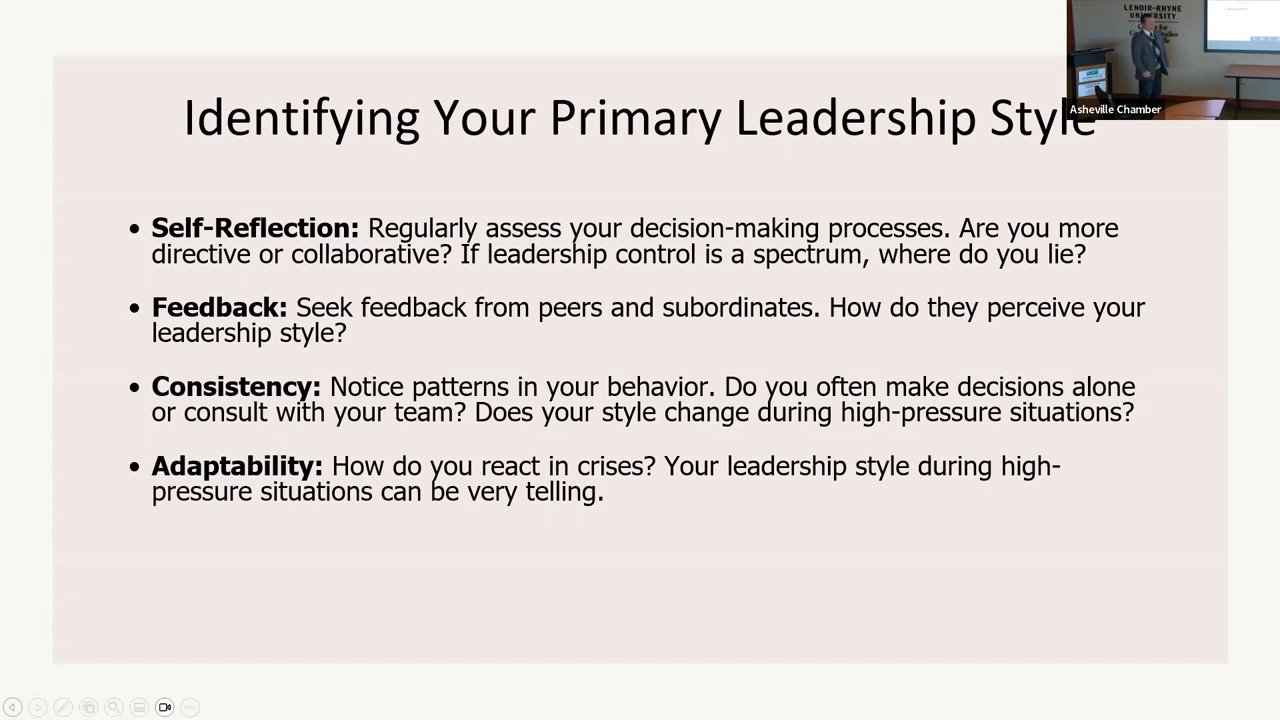 Identifying Your Primary Leadership Style
• Self-Reflection: Regularly assess your decision-making processes. Are you more
directive or collaborative? If leadership control is a spectrum, where do you lie?
• Feedback: Seek feedback from peers and subordinates. How do they perceive your
leadership style?
• Consistency: Notice patterns in your behavior. Do you often make decisions alone
or consult with your team? Does your style change during high-pressure situations?
• Adaptability: How do you react in crises? Your leadership style during high-
pressure situations can be very telling.
LENOIR-RHYNE
UNIVERSITY
Asheville Chamber